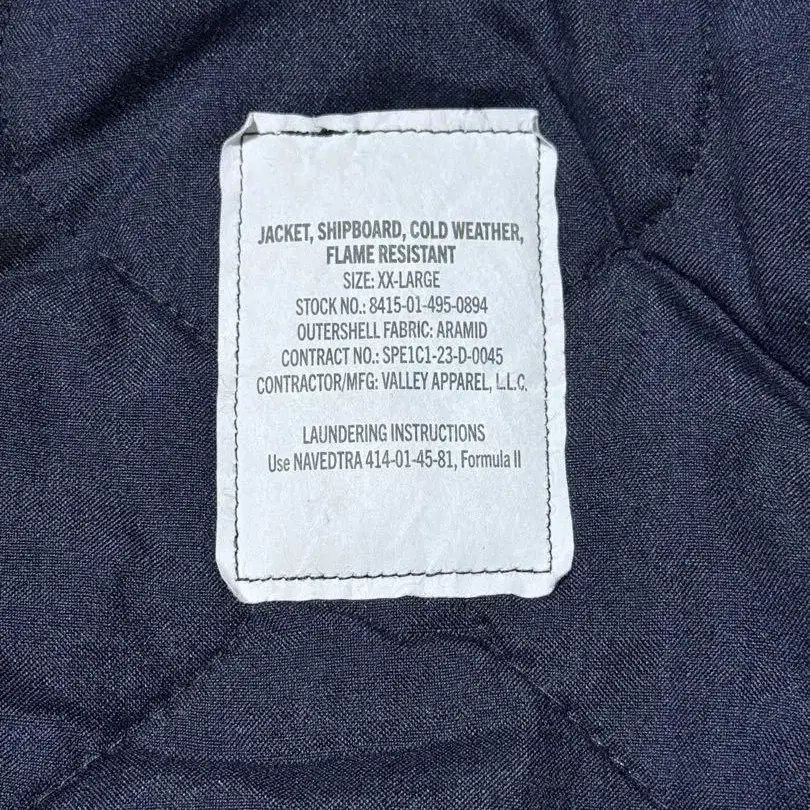 JACKET, SHIPBOARD, COLD WEATHER,
FLAME RESISTANT
SIZE: XX-LARGE
STOCK NO.: 8415-01-495-0894
OUTERSHELL FABRIC: ARAMID
CONTRACT NO.: SPE1C1-23-D-0045
CONTRACTOR/MFG: VALLEY APPAREL, L.L.C.
LAUNDERING INSTRUCTIONS
Use NAVEDTRA 414-01-45-81, Formula II